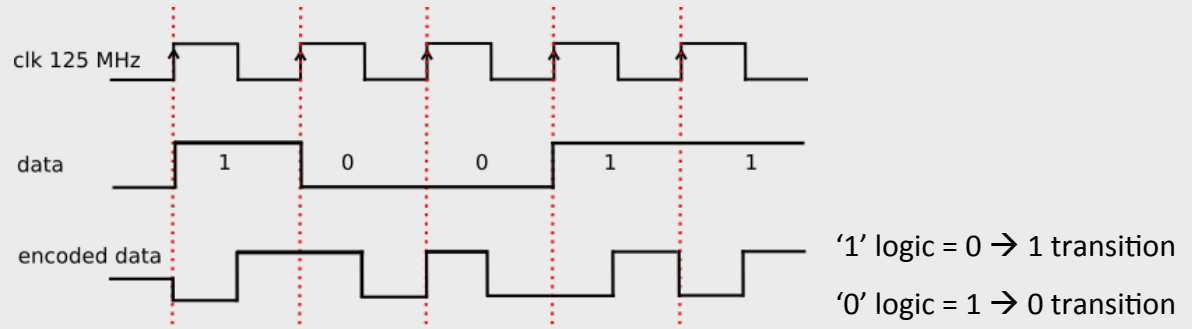 clk 125 MHz
data 1 0 0 1 1
encoded data
‘1’ logic = 0 → 1 transition
‘0’ logic = 1 → 0 transition